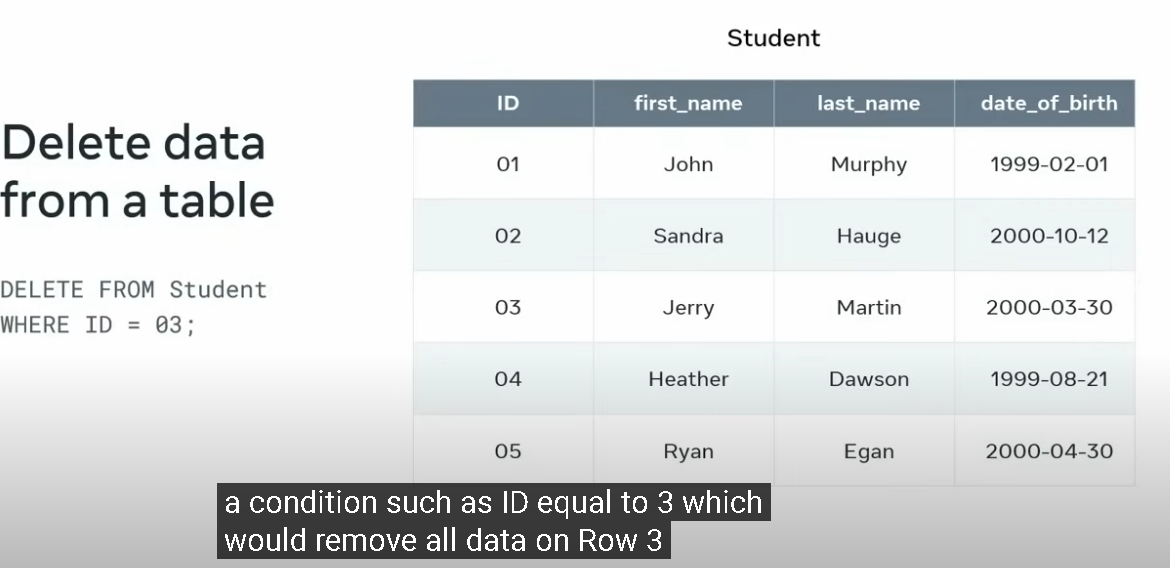 Student
Delete data
from a table
DELETE FROM Student
WHERE ID = 03;
ID first_name last_name date_of_birth
01 John Murphy 1999-02-01
02 Sandra Hauge 2000-10-12
03 Jerry Martin 2000-03-30
04 Heather Dawson 1999-08-21
05 Ryan Egan 2000-04-30
a condition such as ID equal to 3 which
would remove all data on Row 3